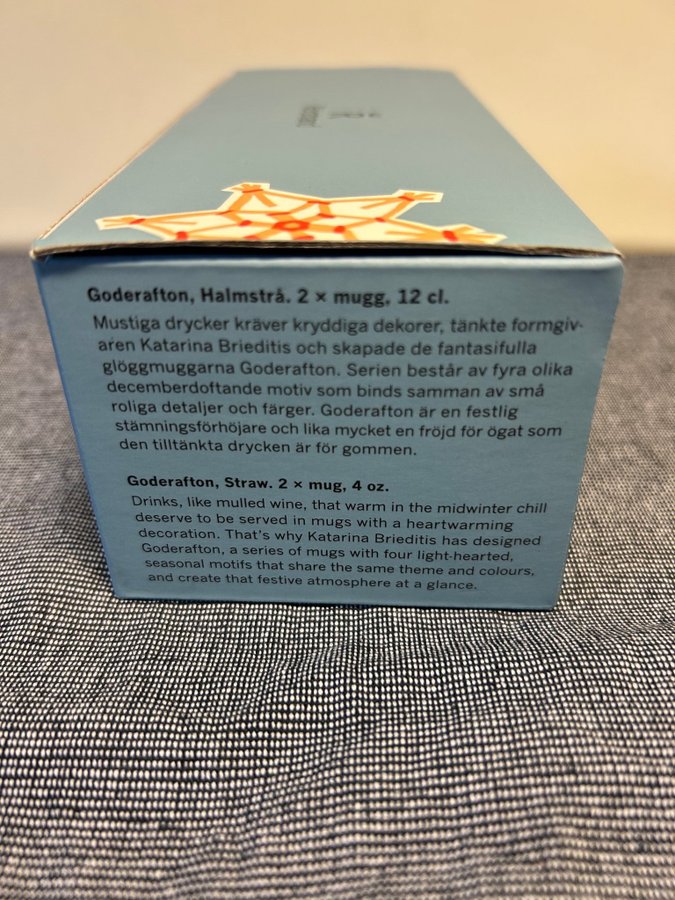 Goderafton, Halmstrå. 2 × mugg, 12 cl.
Mustiga drycker kräver kryddiga dekorer, tänkte formgiv-
aren Katarina Brieditis och skapade de fantasifulla
glöggmuggarna Goderafton. Serien består av fyra olika
decemberdoftande motiv som binds samman av små
roliga detaljer och färger. Goderafton är en festlig
stämningsförhöjare och lika mycket en fröjd för ögat som
den tilltänkta drycken är för gommen.
Goderafton, Straw. 2 × mug, 4 oz.
Drinks, like mulled wine, that warm in the midwinter chill
deserve to be served in mugs with a heartwarming
decoration. That's why Katarina Brieditis has designed
Goderafton, a series of mugs with four light-hearted,
seasonal motifs that share the same theme and colours,
and create that festive atmosphere at a glance.